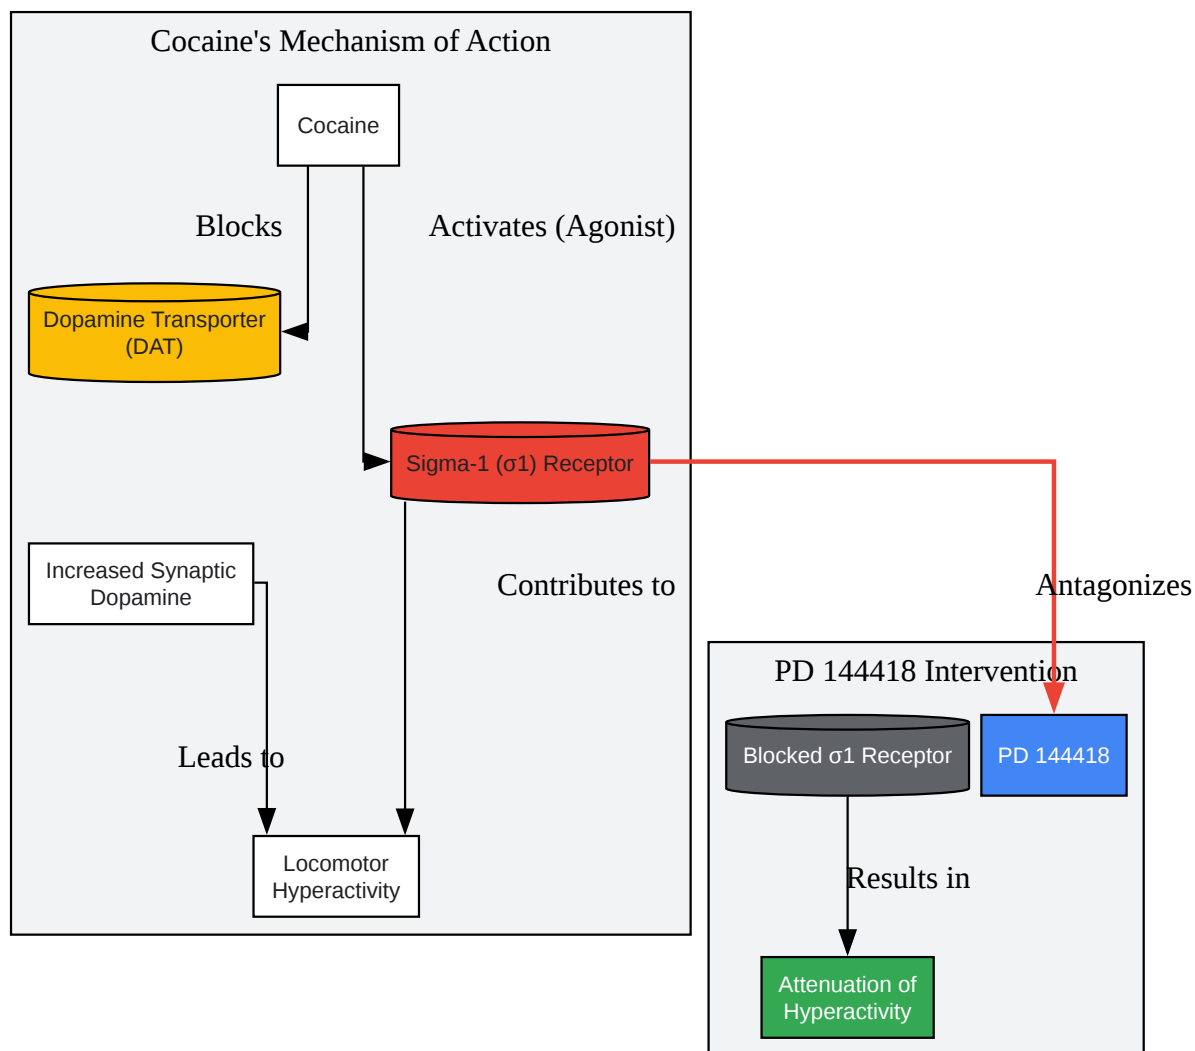 Cocaine's Mechanism of Action
Cocaine
Blocks
Activates (Agonist)
Dopamine Transporter
(DAT)
Sigma-1 (σ1) Receptor
Increased Synaptic
Dopamine
Contributes to
Antagonizes
PD 144418 Intervention
Blocked σ1 Receptor
PD 144418
Leads to
Locomotor
Hyperactivity
Results in
Attenuation of
Hyperactivity